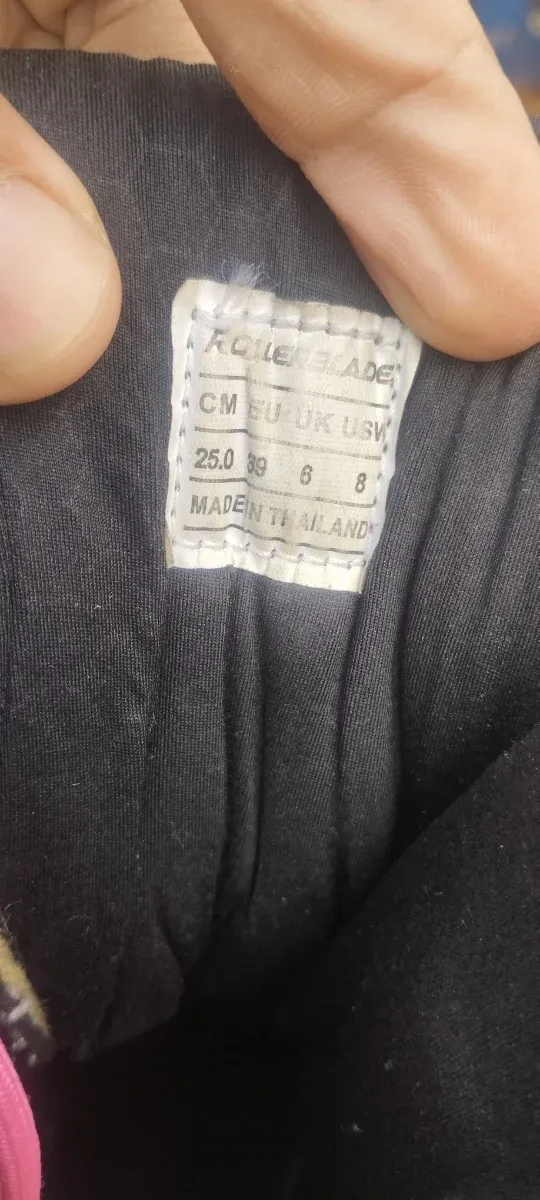 ROLLERBLADE
CM EU UK USW
25.0 39 6 8
MADE IN THAILAND